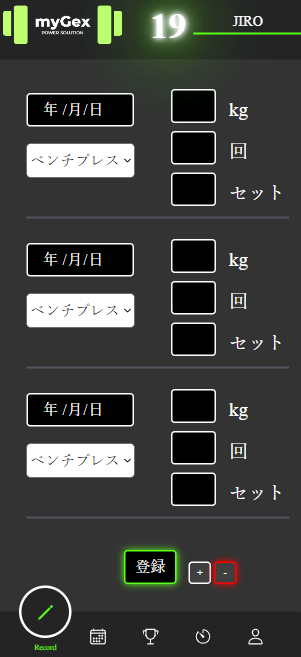 myGex
POWER SOLUTION
19
JIRO
年 /月/日
kg
ベンチプレス
回
セット
年 /月/日
kg
ベンチプレス
回
セット
年 /月/日
kg
ベンチプレス
回
セット
登録
+
-
Record